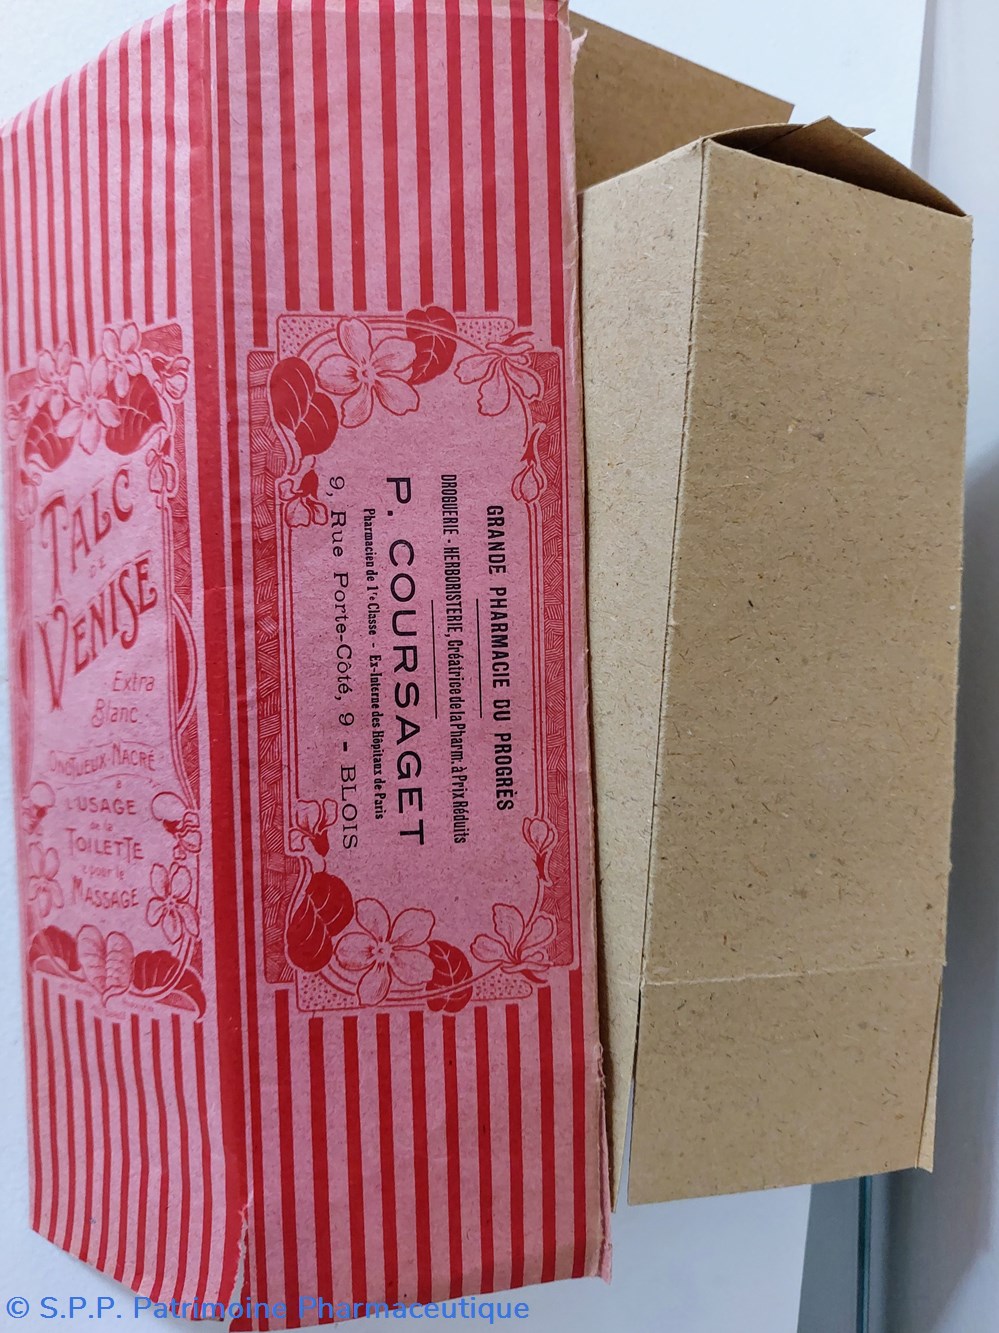 TALC
DE
VENISE
Extra
Blanc
ONCTUEUX-NACRÉ
à
L'USAGE
de la
TOILETTE
& pour le
MASSAGE
GRANDE PHARMACIE DU PROGRÈS
DROGUERIE - HERBORISTERIE, Créatrice de la Pharm. à Prix Réduits
P. COURSAGET
Pharmacien de 1re Classe - Ex-Interne des Hôpitaux de Paris
9, Rue Porte-Côté, 9 - BLOIS
© S.P.P. Patrimoine Pharmaceutique